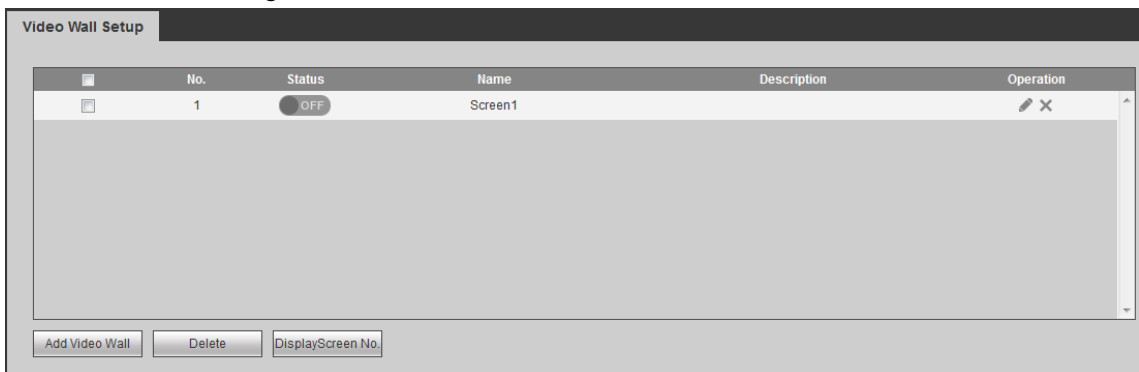 Video Wall Setup
No. Status Name Description Operation
1 OFF Screen1
Add Video Wall Delete DisplayScreen No.